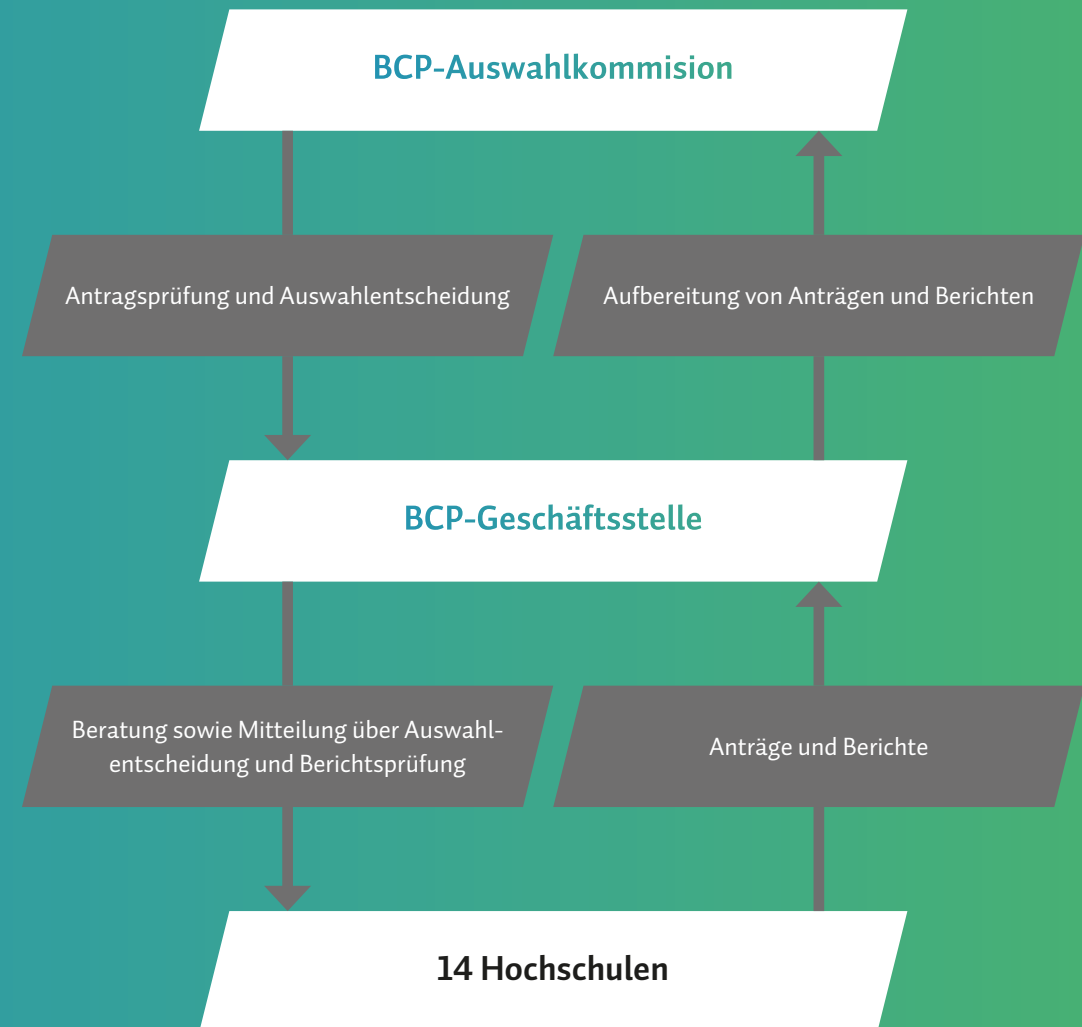 BCP-Auswahlkommision
Antragsprüfung und Auswahlentscheidung
Aufbereitung von Anträgen und Berichten
BCP-Geschäftsstelle
Beratung sowie Mitteilung über Auswahl-
entscheidung und Berichtsprüfung
Anträge und Berichte
14 Hochschulen